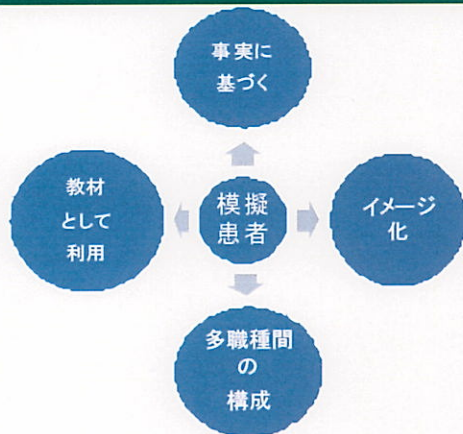 事実に
基づく
教材
として
利用
模擬
患者
イメージ
化
多職種間
の
構成